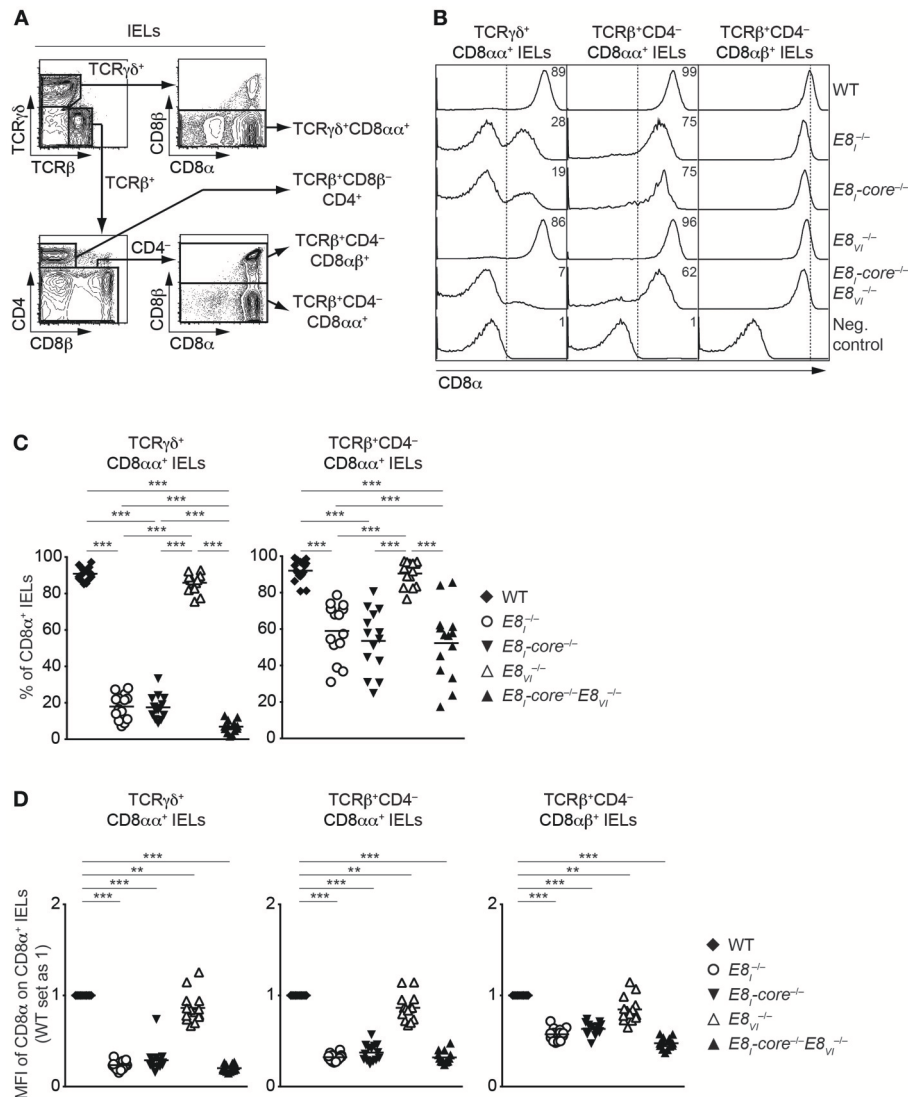 A
IELs
TCRγδ⁺
TCRγδ
TCRβ
CD8β
CD8α
TCRγδ⁺CD8αα⁺
TCRβ⁺
TCRβ⁺CD8β⁻
CD4⁺
CD4⁻
TCRβ⁺CD4⁻
CD8αβ⁺
TCRβ⁺CD4⁻
CD8αα⁺
CD4
CD8β
CD8β
CD8α
B
TCRγδ⁺
CD8αα⁺ IELs
TCRβ⁺CD4⁻
CD8αα⁺ IELs
TCRβ⁺CD4⁻
CD8αβ⁺ IELs
89 99 WT
28 75 E8I⁻/⁻
19 75 E8I-core⁻/⁻
86 96 E8VI⁻/⁻
7 62 E8I-core⁻/⁻
E8VI⁻/⁻
1 1 Neg.
control
CD8α
C
TCRγδ⁺
CD8αα⁺ IELs
TCRβ⁺CD4⁻
CD8αα⁺ IELs
*** ***
*** ***
*** *** ***
*** ***
*** *** *** *** *** ***
% of CD8α⁺ IELs
100
80
60
40
20
0
100
80
60
40
20
0
WT
E8I⁻/⁻
E8I-core⁻/⁻
E8VI⁻/⁻
E8I-core⁻/⁻E8VI⁻/⁻
D
TCRγδ⁺
CD8αα⁺ IELs
TCRβ⁺CD4⁻
CD8αα⁺ IELs
TCRβ⁺CD4⁻
CD8αβ⁺ IELs
*** *** ***
** ** **
*** *** ***
*** *** ***
MFI of CD8α on CD8α⁺ IELs
(WT set as 1)
2
1
0
2
1
0
2
1
0
WT
E8I⁻/⁻
E8I-core⁻/⁻
E8VI⁻/⁻
E8I-core⁻/⁻E8VI⁻/⁻